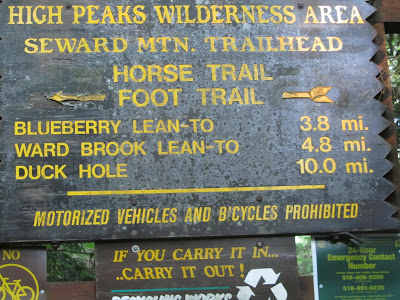 HIGH PEAKS WILDERNESS AREA
SEWARD MTN. TRAILHEAD
HORSE TRAIL
FOOT TRAIL
BLUEBERRY LEAN-TO 3.8 mi.
WARD BROOK LEAN-TO 4.8 mi.
DUCK HOLE 10.0 mi.
MOTORIZED VEHICLES AND BICYCLES PROHIBITED
NO
IF YOU CARRY IT IN...
..CARRY IT OUT!
RECYCLING WORKS
24-Hour
Emergency Contact
Number